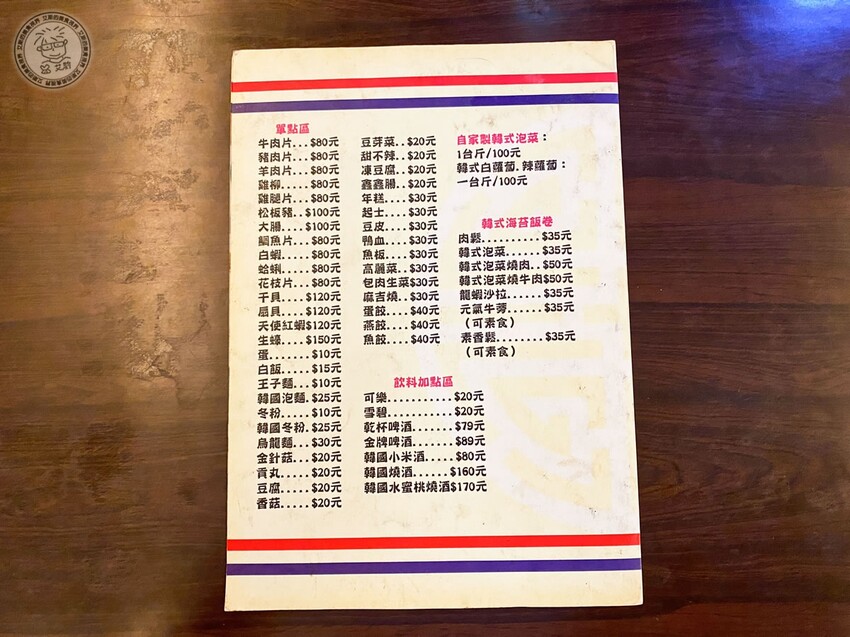 單點區
牛肉片...$80元
豬肉片...$80元
羊肉片...$80元
雞柳.....$80元
雞腿片...$80元
松板豬..$100元
大腸....$100元
鯛魚片...$80元
白蝦.....$80元
蛤蜊.....$80元
花枝片...$80元
干貝....$120元
扇貝....$120元
天使紅蝦$120元
生蠔....$150元
蛋.......$10元
白飯.....$15元
王子麵...$10元
韓國泡麵.$25元
冬粉.....$10元
韓國冬粉.$25元
烏龍麵...$30元
金針菇...$20元
貢丸.....$20元
豆腐.....$20元
香菇.....$20元
豆芽菜..$20元
甜不辣..$20元
凍豆腐..$20元
鑫鑫腸..$20元
年糕....$30元
起士....$30元
豆皮....$30元
鴨血....$30元
魚板....$30元
高麗菜..$30元
包肉生菜$30元
麻吉燒..$30元
蛋餃....$40元
燕餃....$40元
魚餃....$40元
自家製韓式泡菜：
1台斤/100元
韓式白蘿蔔.辣蘿蔔：
一台斤/100元
韓式海苔飯卷
肉鬆..........$35元
韓式泡菜......$35元
韓式泡菜燒肉..$50元
韓式泡菜燒牛肉$50元
龍蝦沙拉......$35元
元氣牛蒡......$35元
(可素食)
素香鬆........$35元
(可素食)
飲料加點區
可樂...........$20元
雪碧...........$20元
乾杯啤酒.......$79元
金牌啤酒.......$89元
韓國小米酒.....$80元
韓國燒酒......$160元
韓國水蜜桃燒酒$170元